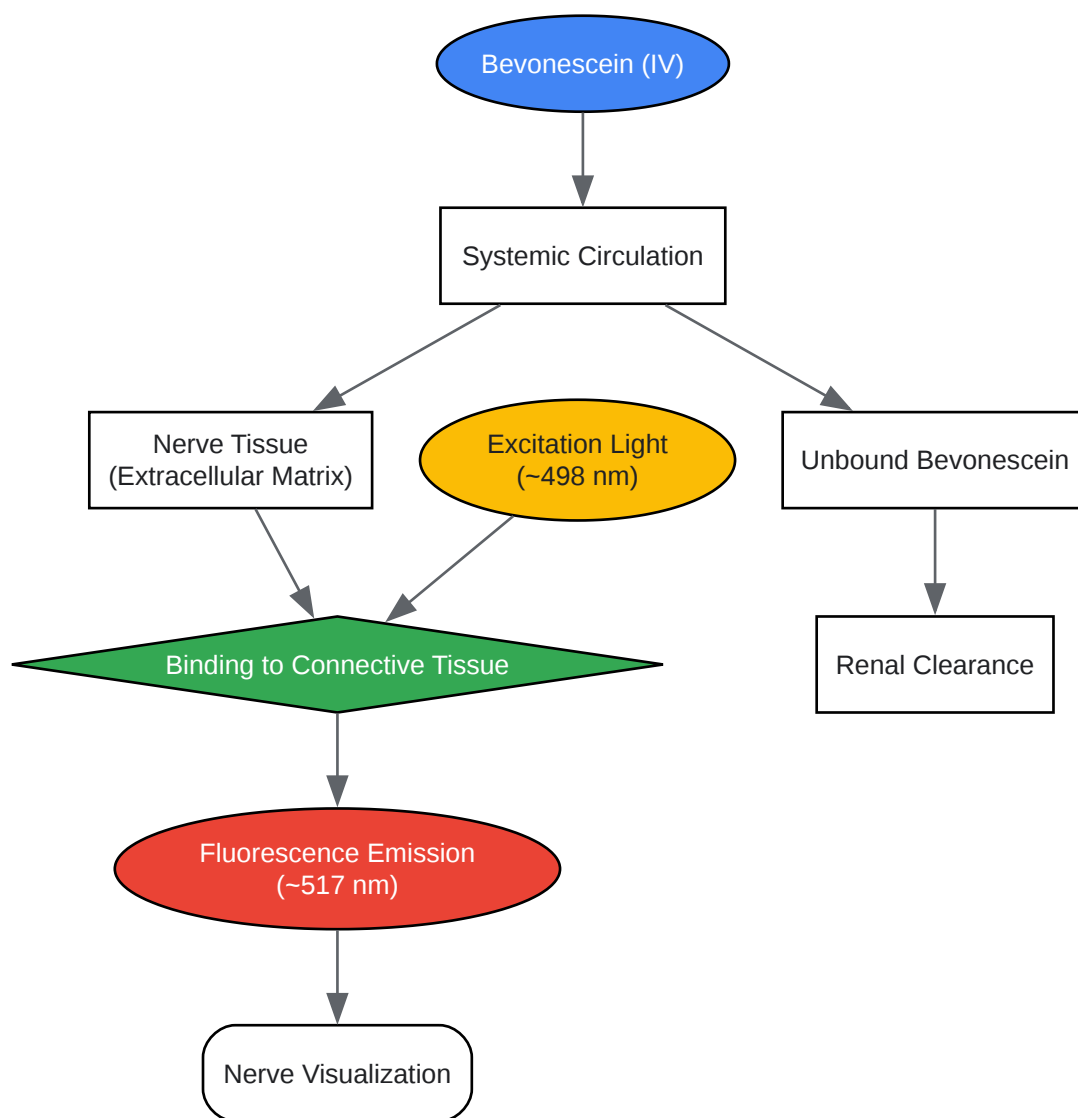 Bevonescein (IV)
Systemic Circulation
Nerve Tissue
(Extracellular Matrix)
Excitation Light
(~498 nm)
Unbound Bevonescein
Binding to Connective Tissue
Renal Clearance
Fluorescence Emission
(~517 nm)
Nerve Visualization